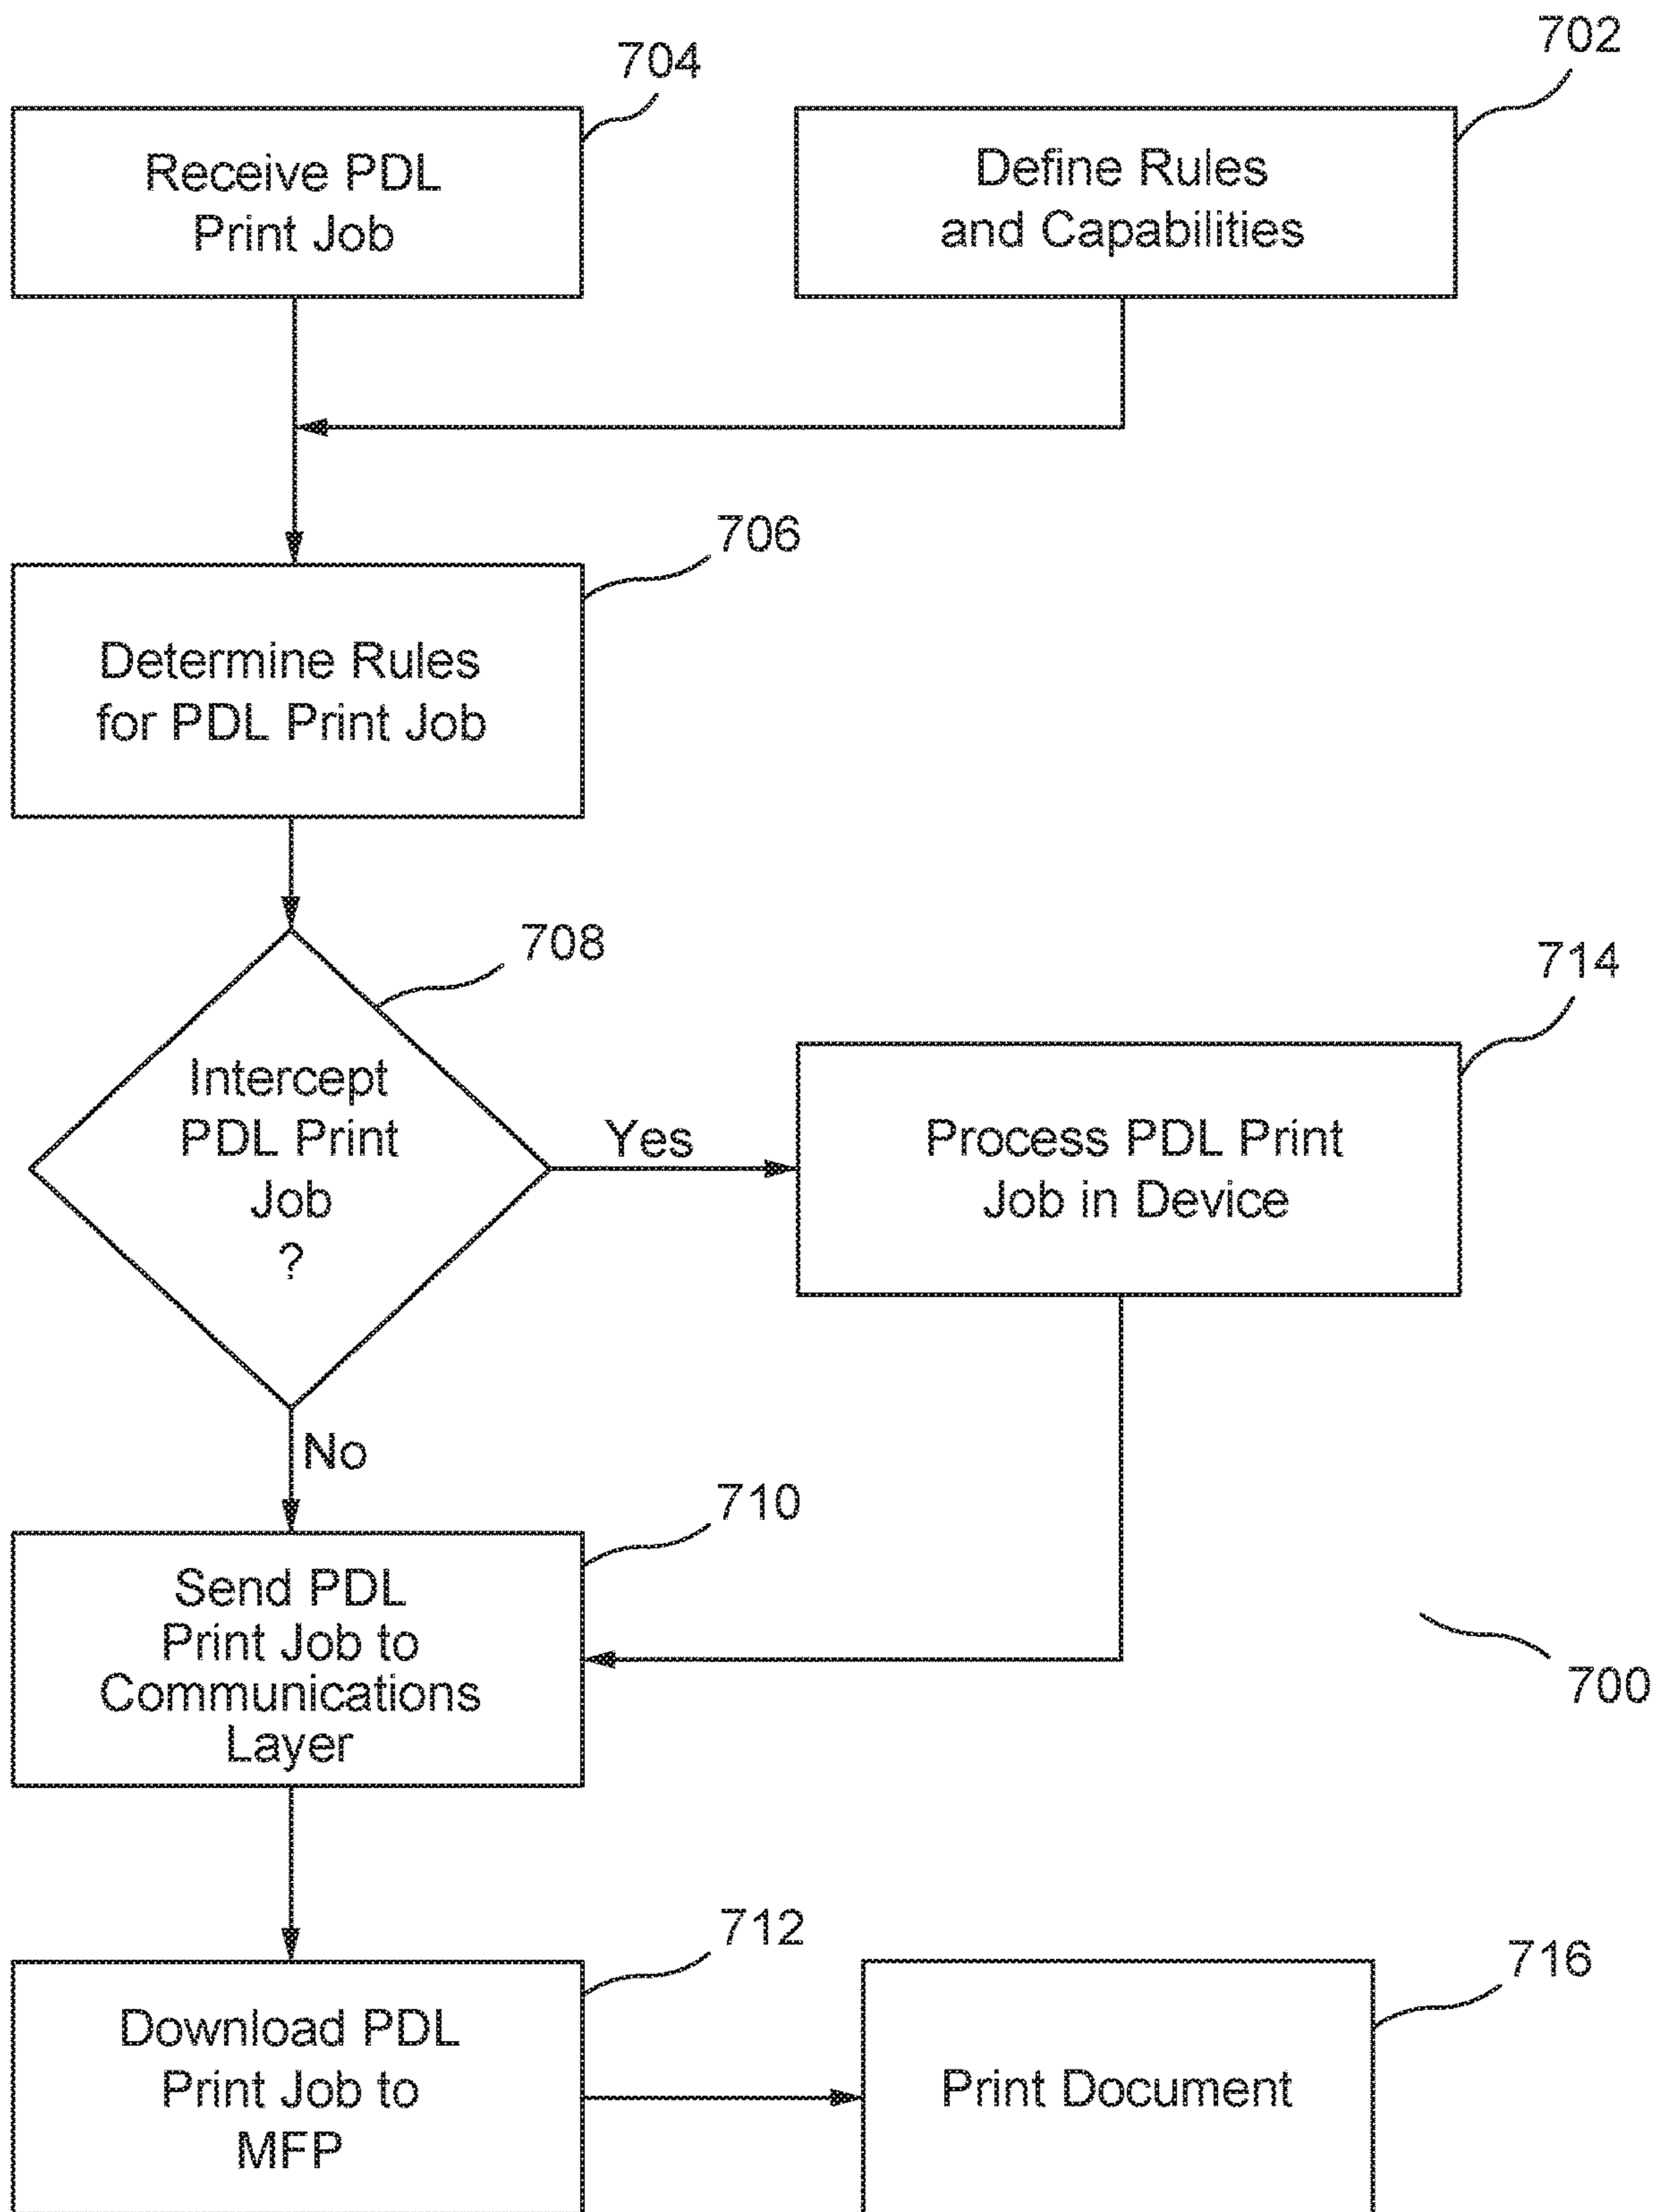 704
702
Receive PDL
Print Job
Define Rules
and Capabilities
706
Determine Rules
for PDL Print Job
708
714
Intercept
PDL Print
Job
?
Yes
Process PDL Print
Job in Device
No
710
Send PDL
Print Job to
Communications
Layer
700
712
716
Download PDL
Print Job to
MFP
Print Document